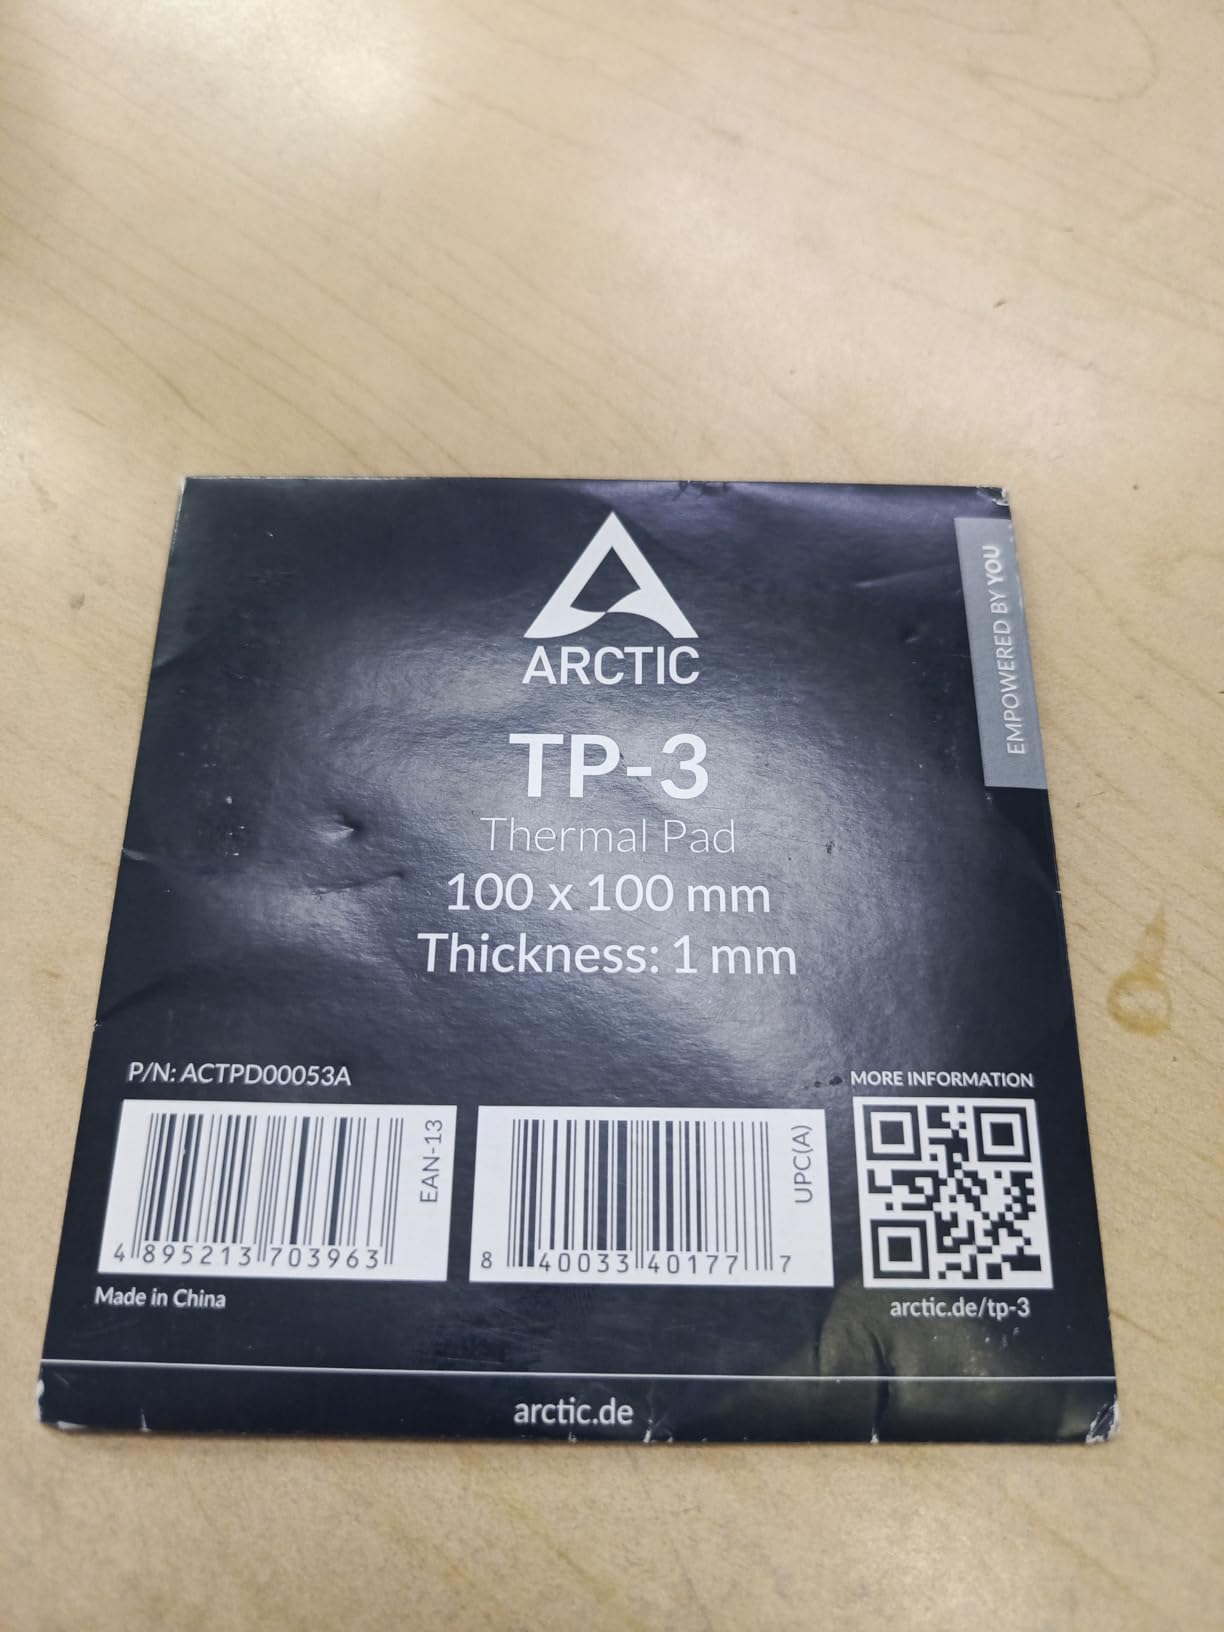 ARCTIC
EMPOWERED BY YOU
TP-3
Thermal Pad
100 x 100 mm
Thickness: 1 mm
P/N: ACTPD00053A
MORE INFORMATION
EAN-13
4 895213 703963
UPC(A)
8 40033 40177 7
Made in China
arctic.de/tp-3
arctic.de